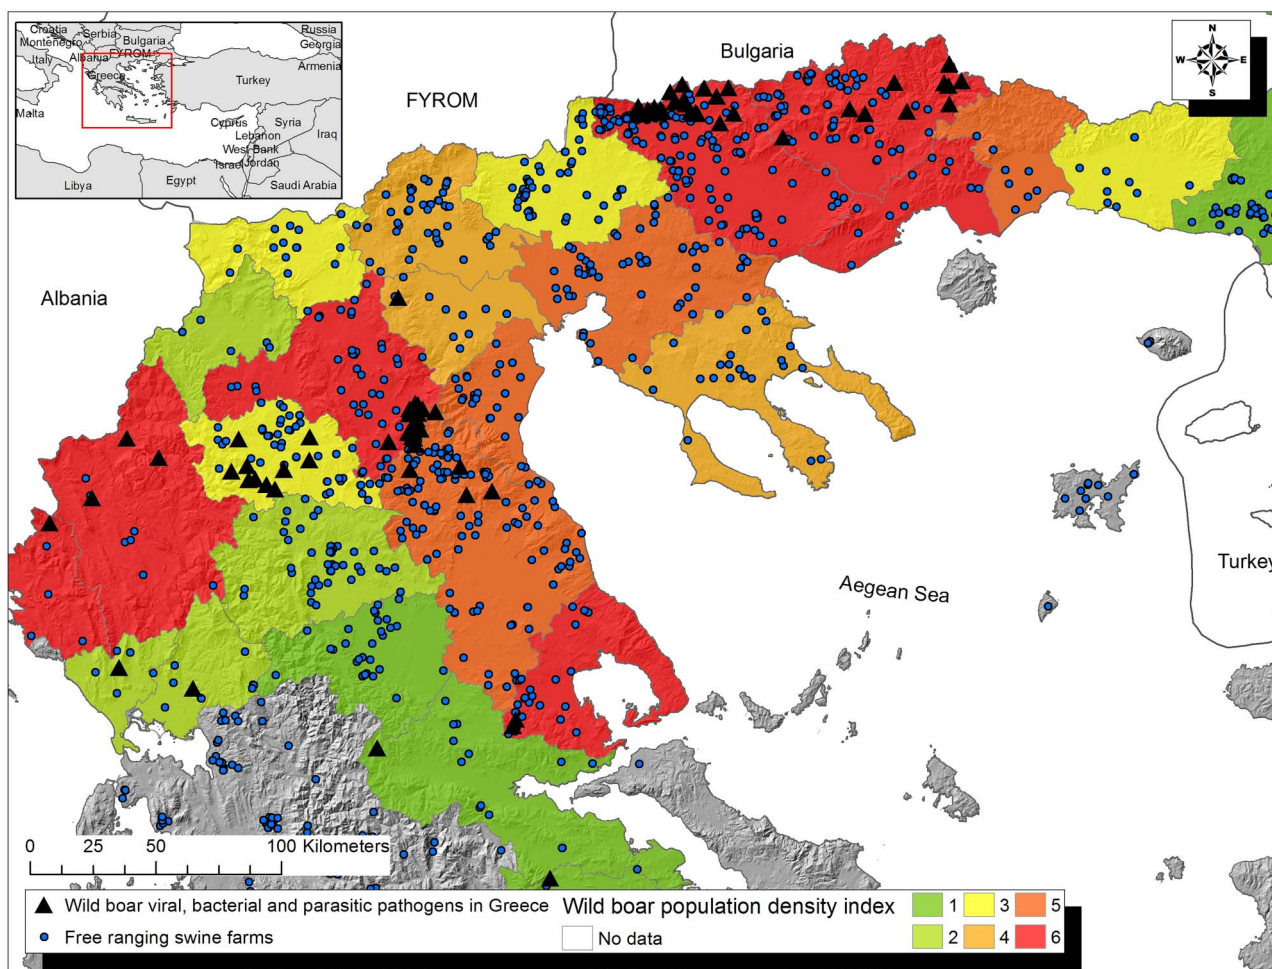 Croatia
Serbia
Montenegro
Bulgaria
Russia
Georgia
Italy
Albania
FYROM
Armenia
Greece
Turkey
Malta
Cyprus
Syria
Lebanon
Iraq
West Bank
Israel
Jordan
Libya
Egypt
Saudi Arabia
Bulgaria
N
W E
S
FYROM
Albania
Turkey
Aegean Sea
0 25 50 100 Kilometers
Wild boar viral, bacterial and parasitic pathogens in Greece
Free ranging swine farms
Wild boar population density index
No data
1 3 5
2 4 6